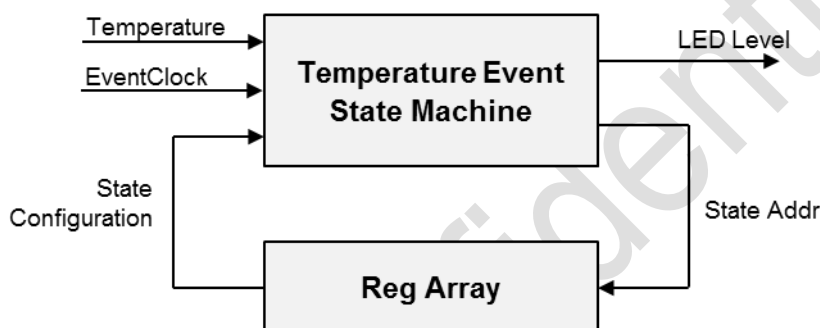 Temperature
EventClock
Temperature Event
State Machine
LED Level
State
Configuration
State Addr
Reg Array